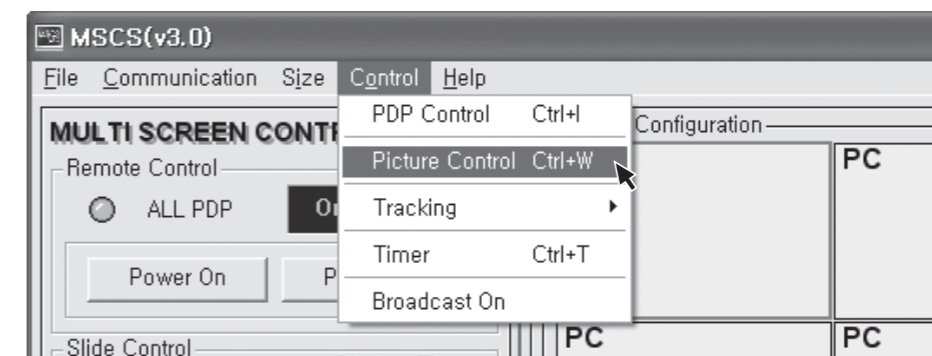 MSCS(v3.0)
File Communication Size Control Help
PDP Control Ctrl+I
Configuration
MULTI SCREEN
Picture Control Ctrl+W
PC
Remote Control
ALL PDP
Tracking
Timer Ctrl+T
Power On
Broadcast On
PC
PC
Slide Control